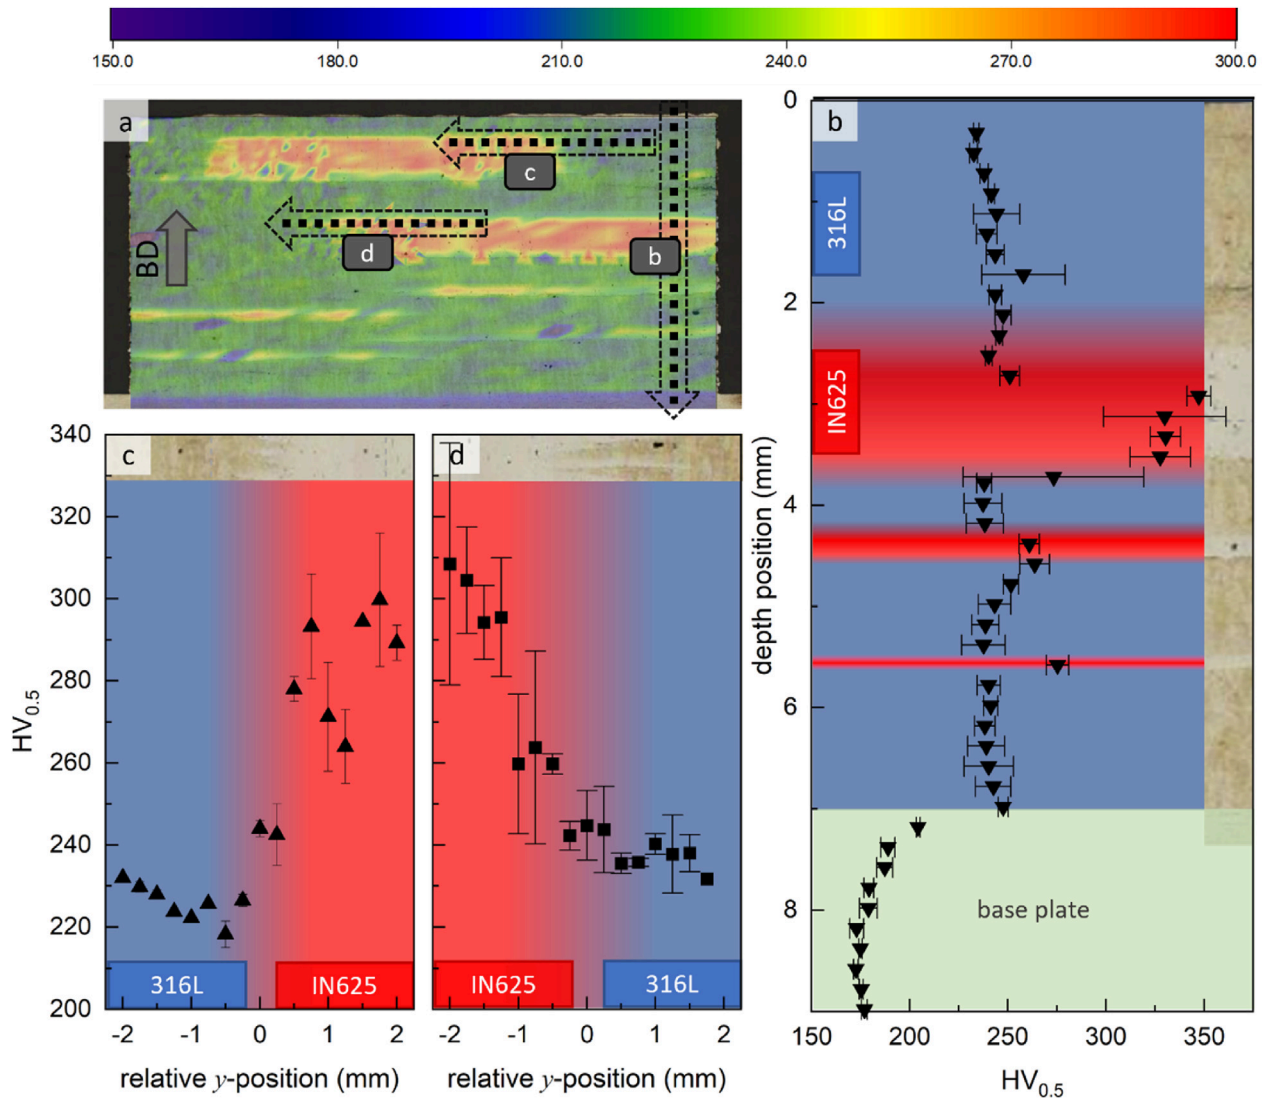 150.0 180.0 210.0 240.0 270.0 300.0
a
c
d
b
BD
b
0
2
4
6
8
316L
IN625
depth position (mm)
base plate
150 200 250 300 350
HV0.5
c
340
320
300
280
260
240
220
200
HV0.5
316L IN625
-2 -1 0 1 2
relative y-position (mm)
d
IN625 316L
-2 -1 0 1 2
relative y-position (mm)